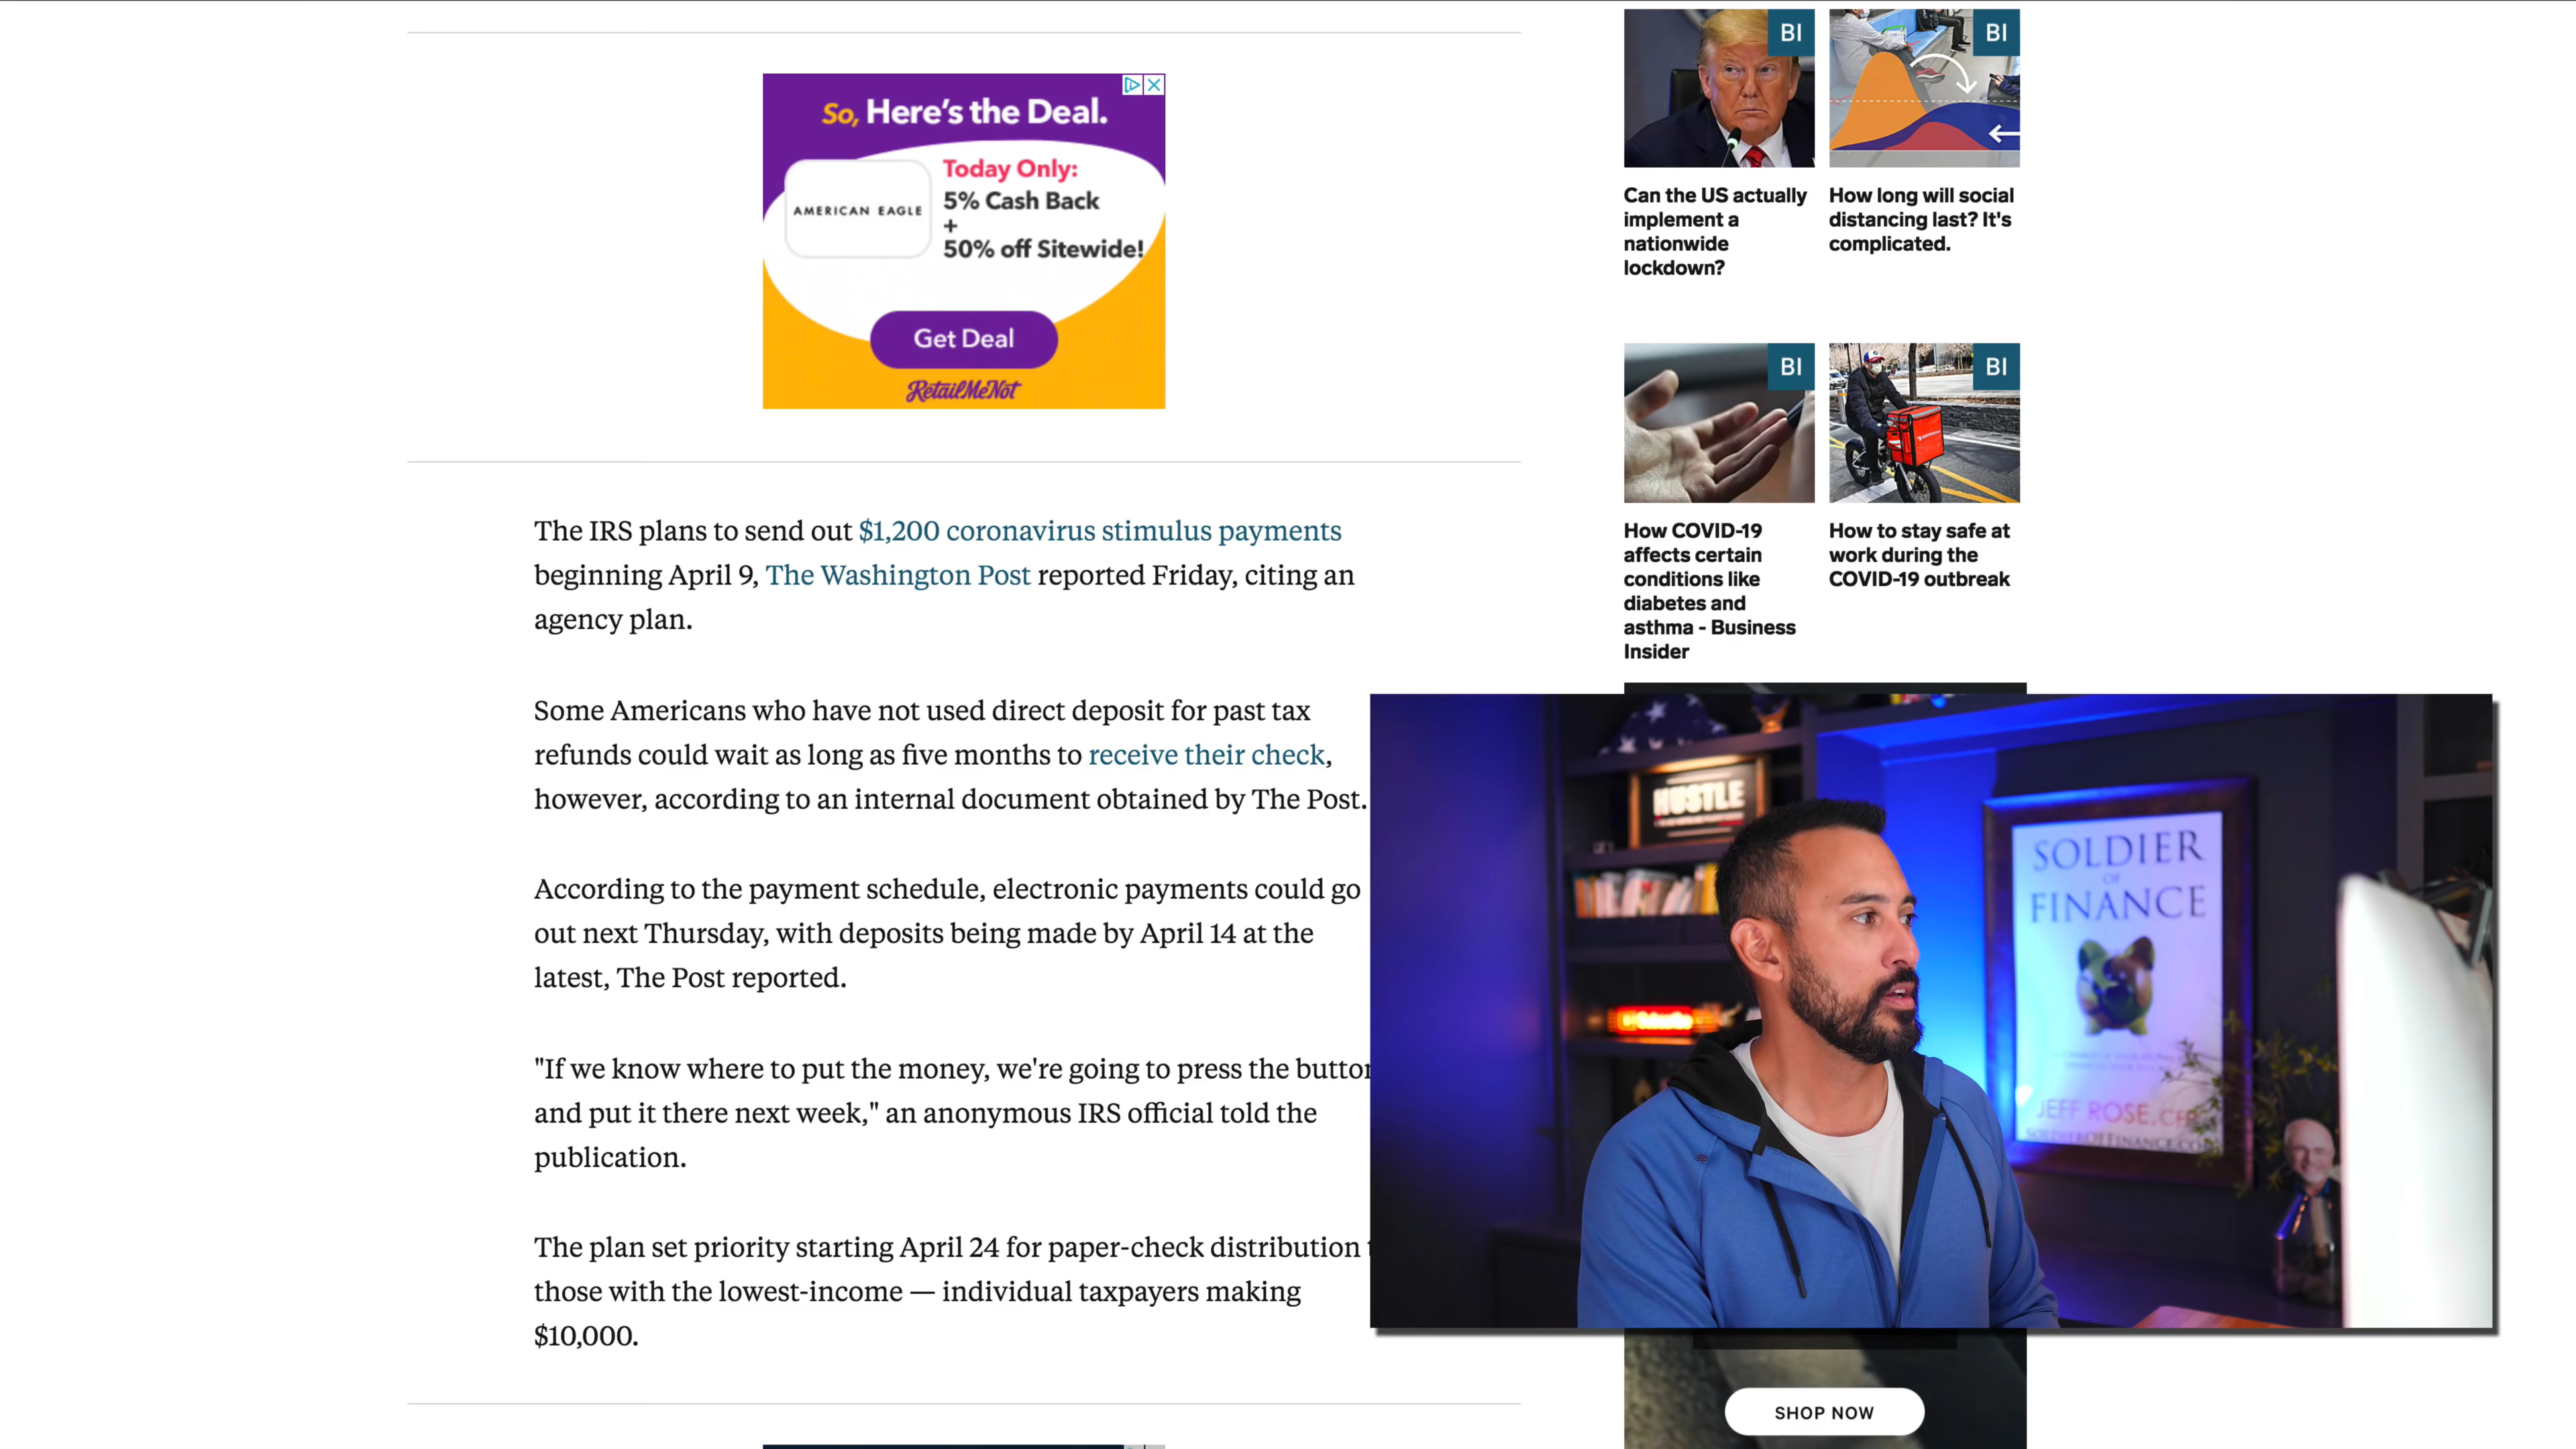 So, Here's the Deal.
AMERICAN EAGLE
Today Only:
5% Cash Back
+
50% off Sitewide!
Get Deal
RetailMeNot
The IRS plans to send out $1,200 coronavirus stimulus payments
beginning April 9, The Washington Post reported Friday, citing an
agency plan.
Some Americans who have not used direct deposit for past tax
refunds could wait as long as five months to receive their check,
however, according to an internal document obtained by The Post.
According to the payment schedule, electronic payments could go
out next Thursday, with deposits being made by April 14 at the
latest, The Post reported.
"If we know where to put the money, we're going to press the button
and put it there next week," an anonymous IRS official told the
publication.
The plan set priority starting April 24 for paper-check distribution
those with the lowest-income — individual taxpayers making
$10,000.
BI
BI
Can the US actually
implement a
nationwide
lockdown?
How long will social
distancing last? It's
complicated.
BI
BI
How COVID-19
affects certain
conditions like
diabetes and
asthma - Business
Insider
How to stay safe at
work during the
COVID-19 outbreak
HUSTLE
SOLDIER
OF
FINANCE
JEFF ROSE, CFP
SOLDIEROFFINANCE.CO
SHOP NOW